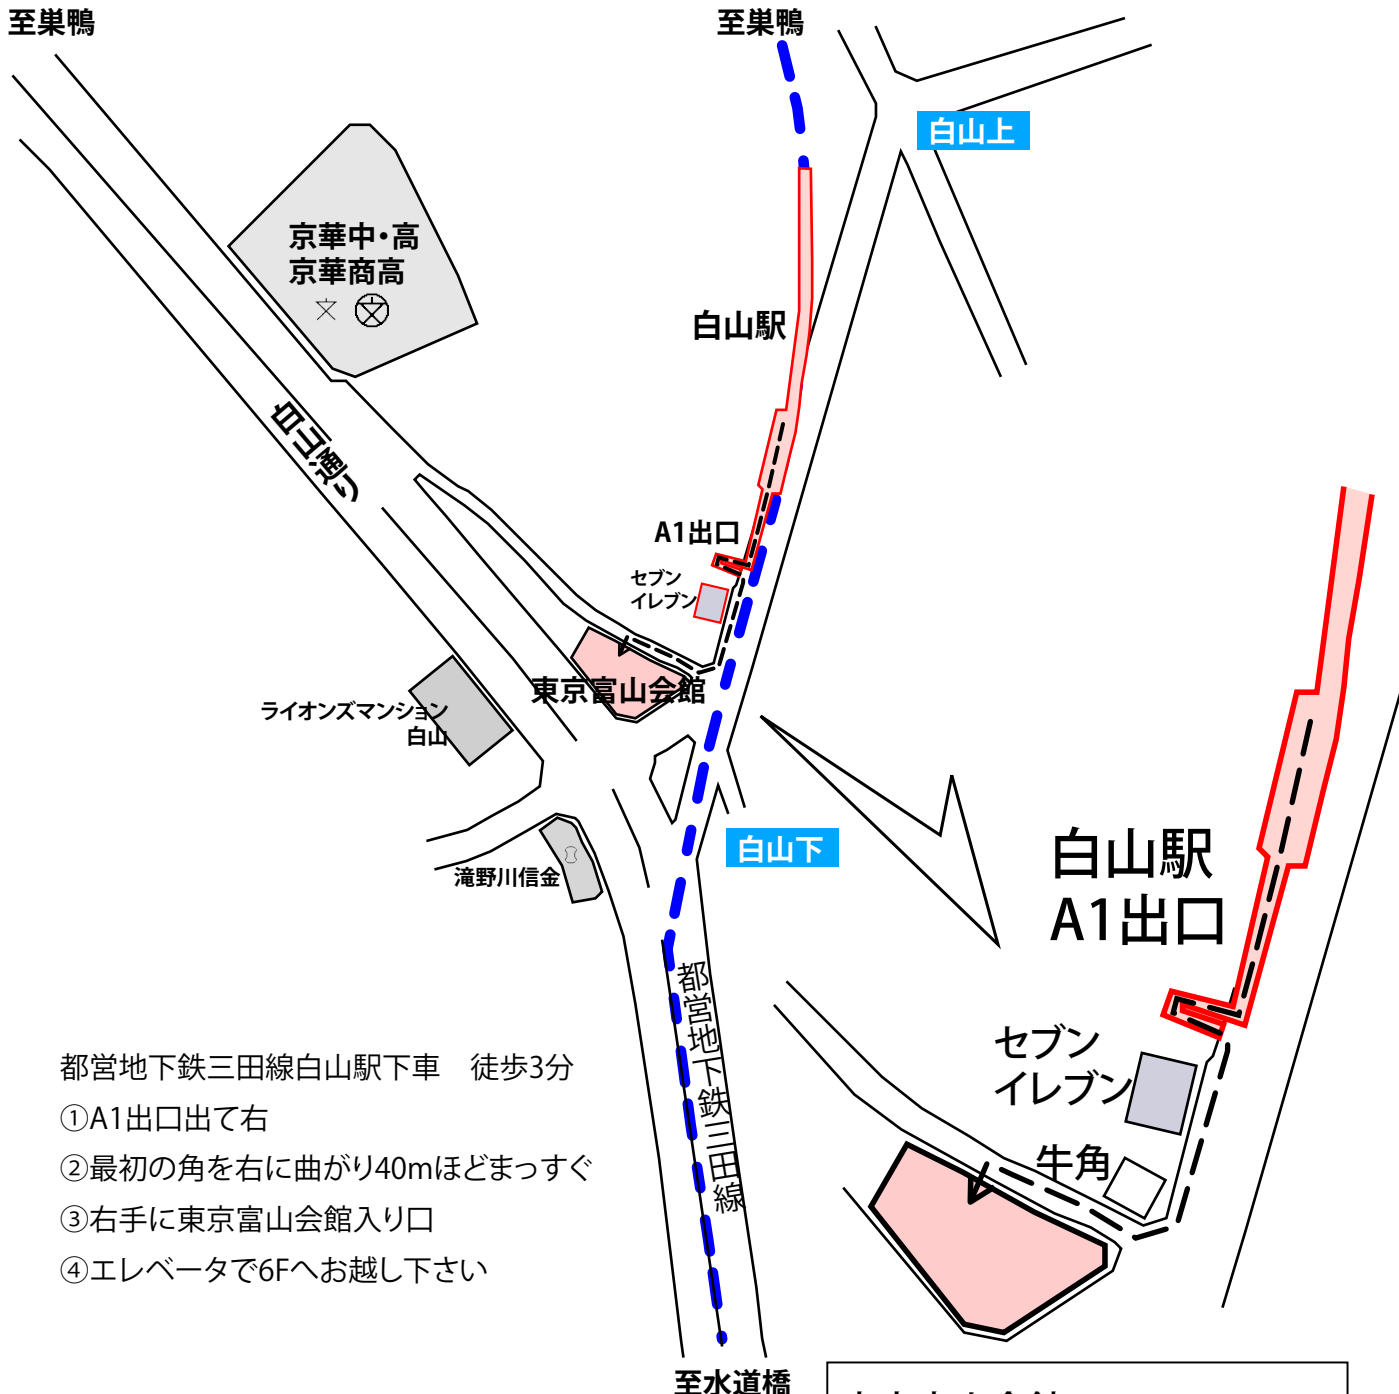 至巣鴨
至巣鴨
白山上
京華中・高
京華商高
白山駅
白山通り
A1出口
セブン
イレブン
東京富山会館
ライオンズマンション
白山
白山下
滝野川信金
白山駅
A1出口
都営地下鉄三田線
セブン
イレブン
牛角
都営地下鉄三田線白山駅下車　徒歩3分
①A1出口出て右
②最初の角を右に曲がり40mほどまっすぐ
③右手に東京富山会館入り口
④エレベータで6Fへお越し下さい
至水道橋